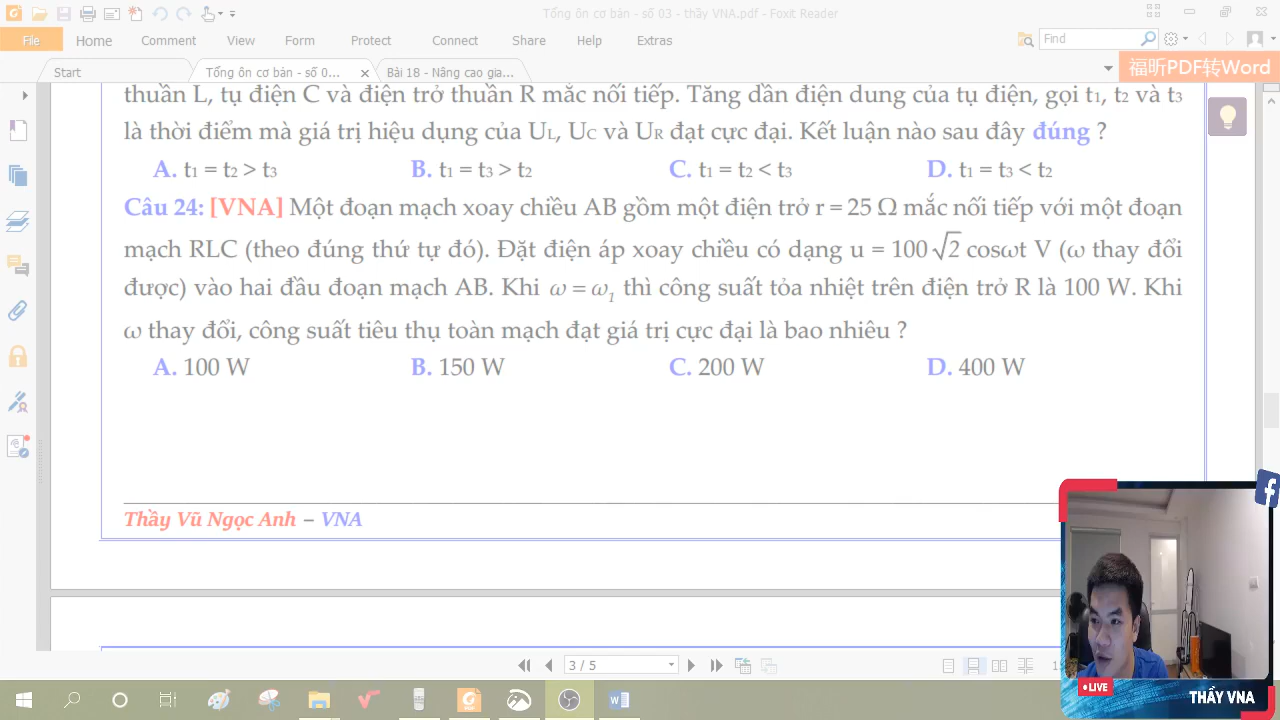 Tổng ôn cơ bản - số 03 - thầy VNA.pdf - Foxit Reader
File Home Comment View Form Protect Connect Share Help Extras Find
Start Tổng ôn cơ bản - số 0... Bài 18 - Nâng cao gia... 福昕PDF转Word
thuần L, tụ điện C và điện trở thuần R mắc nối tiếp. Tăng dần điện dung của tụ điện, gọi t₁, t₂ và t₃
là thời điểm mà giá trị hiệu dụng của UL, UC và UR đạt cực đại. Kết luận nào sau đây đúng ?
A. t₁ = t₂ > t₃ B. t₁ = t₃ > t₂ C. t₁ = t₂ < t₃ D. t₁ = t₃ < t₂
Câu 24: [VNA] Một đoạn mạch xoay chiều AB gồm một điện trở r = 25 Ω mắc nối tiếp với một đoạn
mạch RLC (theo đúng thứ tự đó). Đặt điện áp xoay chiều có dạng u = 100√2 cosωt V (ω thay đổi
được) vào hai đầu đoạn mạch AB. Khi ω = ω₁ thì công suất tỏa nhiệt trên điện trở R là 100 W. Khi
ω thay đổi, công suất tiêu thụ toàn mạch đạt giá trị cực đại là bao nhiêu ?
A. 100 W B. 150 W C. 200 W D. 400 W
Thầy Vũ Ngọc Anh – VNA
3 / 5
LIVE THẦY VNA